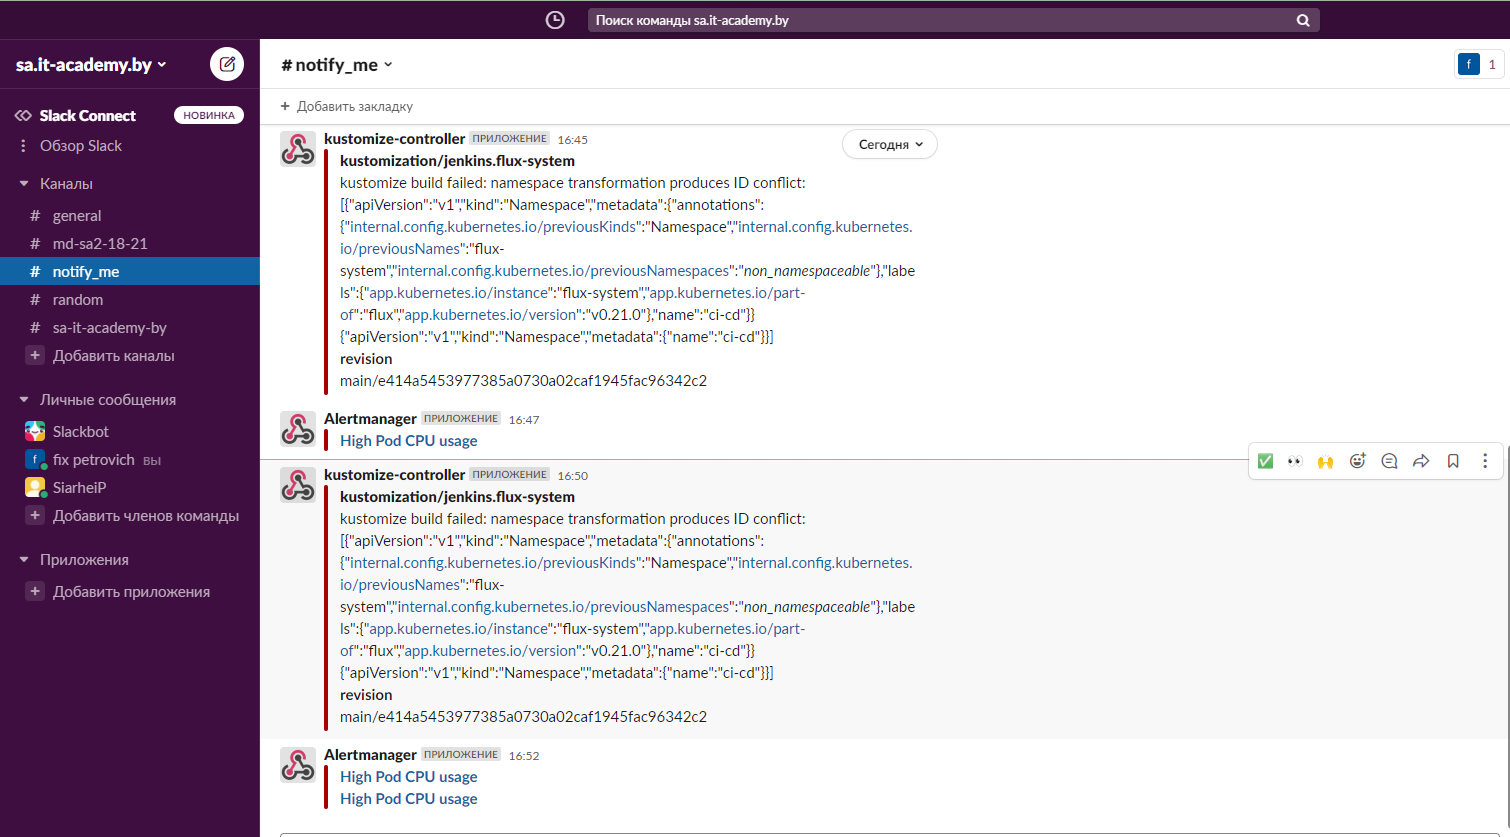 Поиск команды sa.it-academy.by
sa.it-academy.by
Slack Connect
НОВИНКА
Обзор Slack
Каналы
# general
# md-sa2-18-21
# notify_me
# random
# sa-it-academy-by
+ Добавить каналы
Личные сообщения
Slackbot
f fix petrovich вы
SiarheiP
+ Добавить членов команды
Приложения
+ Добавить приложения
# notify_me
f 1
+ Добавить закладку
Сегодня
kustomize-controller ПРИЛОЖЕНИЕ 16:45
kustomization/jenkins.flux-system
kustomize build failed: namespace transformation produces ID conflict:
[{"apiVersion":"v1","kind":"Namespace","metadata":{"annotations":
{"internal.config.kubernetes.io/previousKinds":"Namespace","internal.config.kubernetes.
io/previousNames":"flux-
system","internal.config.kubernetes.io/previousNamespaces":"non_namespaceable"},"labe
ls":{"app.kubernetes.io/instance":"flux-system","app.kubernetes.io/part-
of":"flux","app.kubernetes.io/version":"v0.21.0"},"name":"ci-cd"}}
{"apiVersion":"v1","kind":"Namespace","metadata":{"name":"ci-cd"}}]
revision
main/e414a5453977385a0730a02caf1945fac96342c2
Alertmanager ПРИЛОЖЕНИЕ 16:47
High Pod CPU usage
kustomize-controller ПРИЛОЖЕНИЕ 16:50
kustomization/jenkins.flux-system
kustomize build failed: namespace transformation produces ID conflict:
[{"apiVersion":"v1","kind":"Namespace","metadata":{"annotations":
{"internal.config.kubernetes.io/previousKinds":"Namespace","internal.config.kubernetes.
io/previousNames":"flux-
system","internal.config.kubernetes.io/previousNamespaces":"non_namespaceable"},"labe
ls":{"app.kubernetes.io/instance":"flux-system","app.kubernetes.io/part-
of":"flux","app.kubernetes.io/version":"v0.21.0"},"name":"ci-cd"}}
{"apiVersion":"v1","kind":"Namespace","metadata":{"name":"ci-cd"}}]
revision
main/e414a5453977385a0730a02caf1945fac96342c2
Alertmanager ПРИЛОЖЕНИЕ 16:52
High Pod CPU usage
High Pod CPU usage